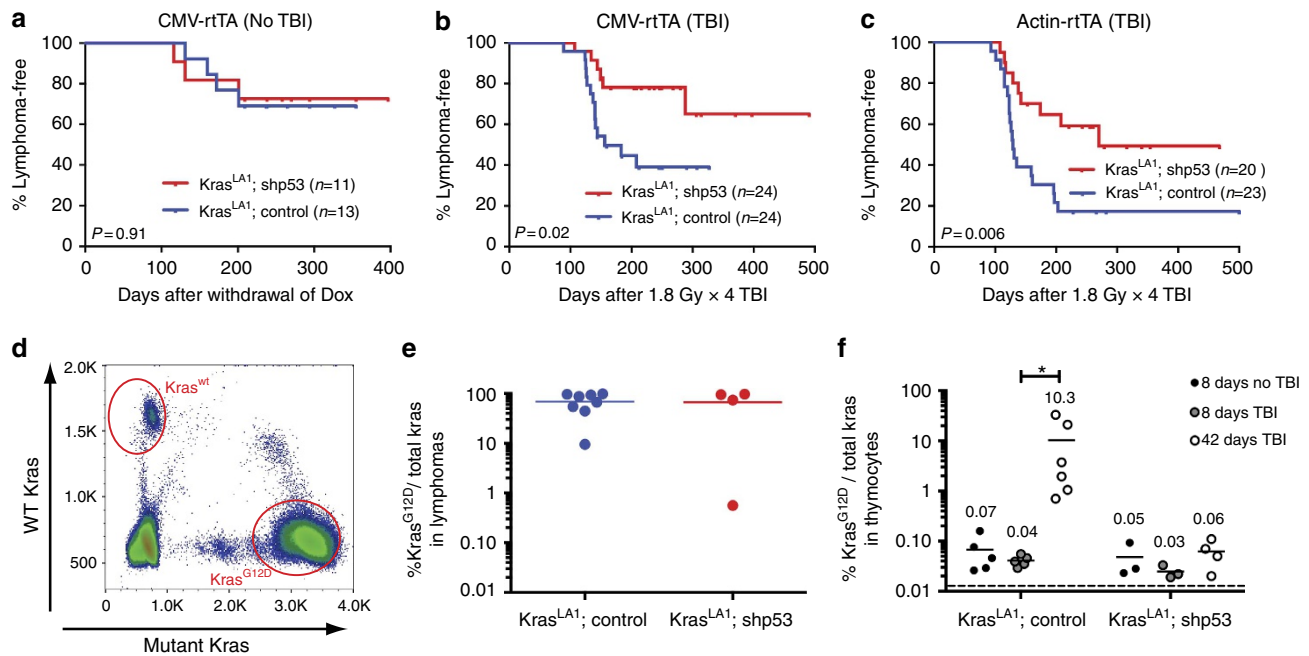 a
CMV-rtTA (No TBI)
% Lymphoma-free
100
80
60
40
20
0
Kras^LA1; shp53 (n=11)
Kras^LA1; control (n=13)
P=0.91
0 100 200 300 400
Days after withdrawal of Dox
b
CMV-rtTA (TBI)
% Lymphoma-free
100
80
60
40
20
0
Kras^LA1; shp53 (n=24)
Kras^LA1; control (n=24)
P=0.02
0 100 200 300 400 500
Days after 1.8 Gy × 4 TBI
c
Actin-rtTA (TBI)
% Lymphoma-free
100
80
60
40
20
0
Kras^LA1; shp53 (n=20 )
Kras^LA1; control (n=23)
P=0.006
0 100 200 300 400 500
Days after 1.8 Gy × 4 TBI
d
WT Kras
2.0K
1.5K
1.0K
500
Kras^wt
Kras^G12D
0 1.0K 2.0K 3.0K 4.0K
Mutant Kras
e
%Kras^G12D/ total kras
in lymphomas
100
10
1
0.1
0.01
Kras^LA1; control Kras^LA1; shp53
f
% Kras^G12D / total kras
in thymocytes
100
10
1
0.10
0.01
*
10.3
0.07
0.04
0.05
0.03
0.06
8 days no TBI
8 days TBI
42 days TBI
Kras^LA1; control Kras^LA1; shp53